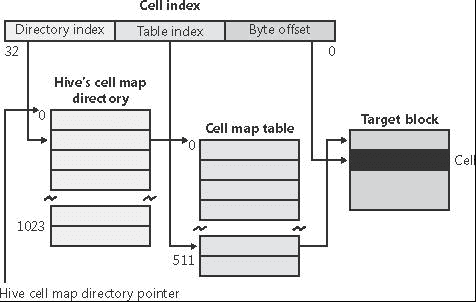 Cell index
Directory index Table index Byte offset
32 0
Hive's cell map
directory
0
Cell map table
0
Target block
Cell
1023
511
Hive cell map directory pointer